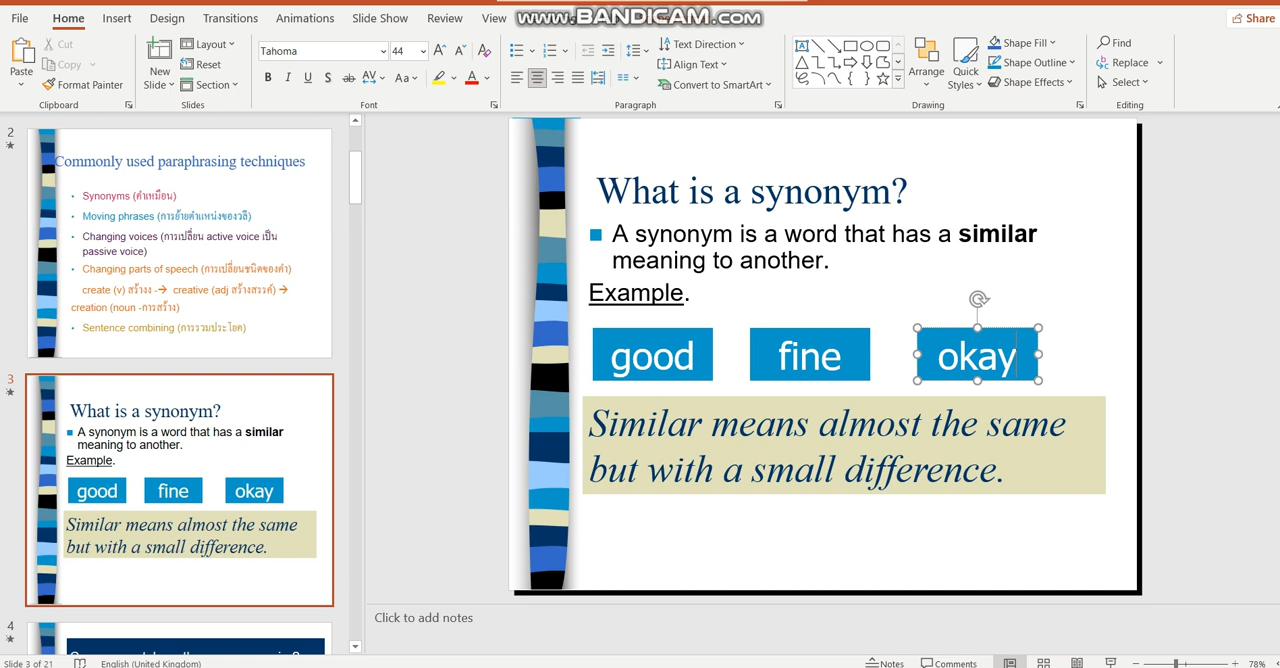 File Home Insert Design Transitions Animations Slide Show Review View www.BANDICAM.com Share
Paste Cut Copy Format Painter Clipboard
New Slide Layout Reset Section Slides
Tahoma 44 Font
Text Direction Align Text Convert to SmartArt Paragraph
Arrange Quick Styles Shape Fill Shape Outline Shape Effects Drawing
Find Replace Select Editing
2
Commonly used paraphrasing techniques
• Synonyms (คำเหมือน)
• Moving phrases (การย้ายตำแหน่งของวลี)
• Changing voices (การเปลี่ยน active voice เป็น
passive voice)
• Changing parts of speech (การเปลี่ยนชนิดของคำ)
create (v) สร้าง -→ creative (adj สร้างสรรค์) →
creation (noun -การสร้าง)
• Sentence combining (การรวมประโยค)
3
What is a synonym?
A synonym is a word that has a similar
meaning to another.
Example.
good fine okay
Similar means almost the same
but with a small difference.
4
What is a synonym?
A synonym is a word that has a similar
meaning to another.
Example.
good fine okay
Similar means almost the same
but with a small difference.
Click to add notes
Slide 3 of 21 English (United Kingdom) Notes Comments 78%